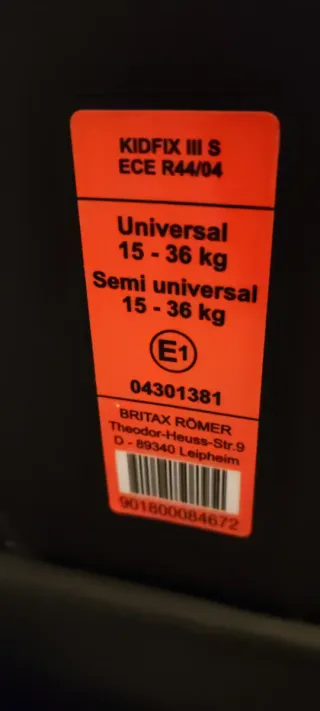 KIDFIX III S
ECE R44/04
Universal
15 - 36 kg
Semi universal
15 - 36 kg
E1
04301381
BRITAX RÖMER
Theodor-Heuss-Str.9
D - 89340 Leipheim
901800084672